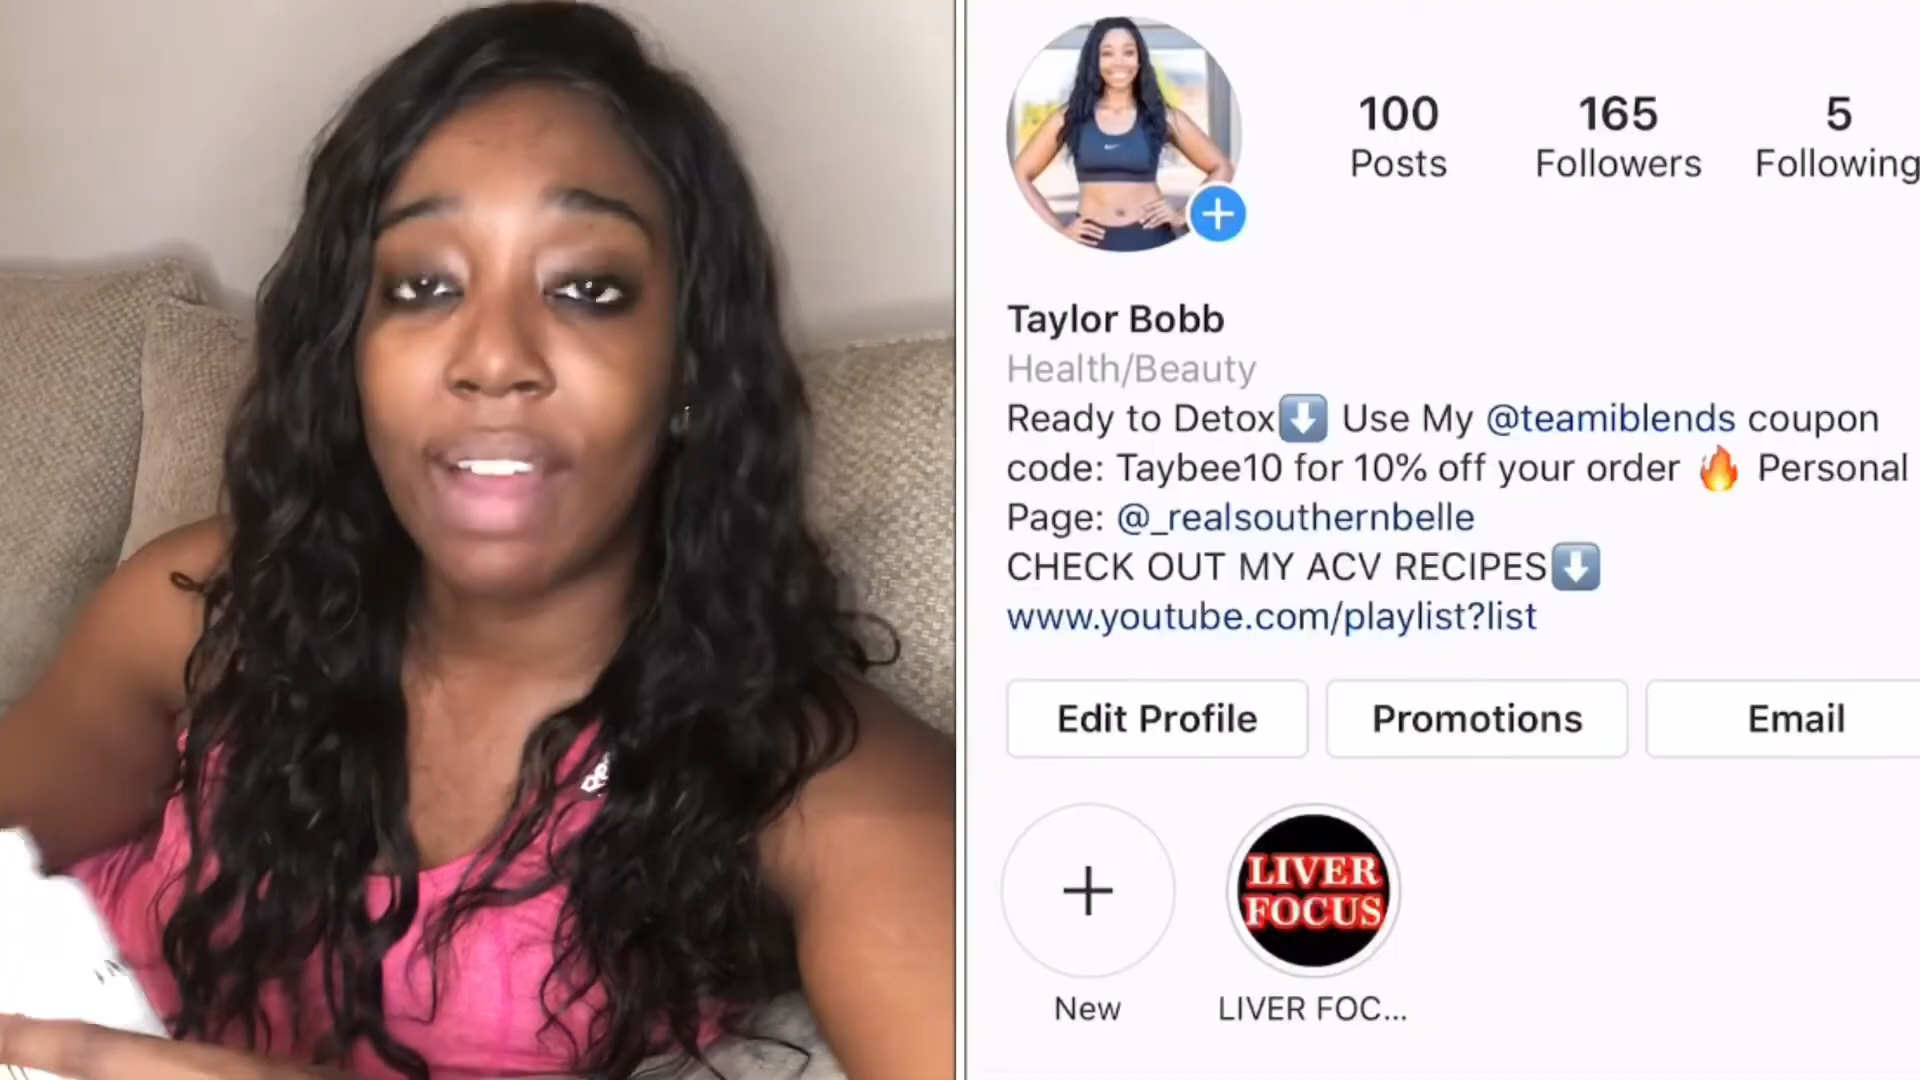 100
Posts
165
Followers
5
Following
Taylor Bobb
Health/Beauty
Ready to Detox⬇️ Use My @teamiblends coupon
code: Taybee10 for 10% off your order 🔥 Personal
Page: @_realsouthernbelle
CHECK OUT MY ACV RECIPES⬇️
www.youtube.com/playlist?list
Edit Profile
Promotions
Email
LIVER
FOCUS
New
LIVER FOC...